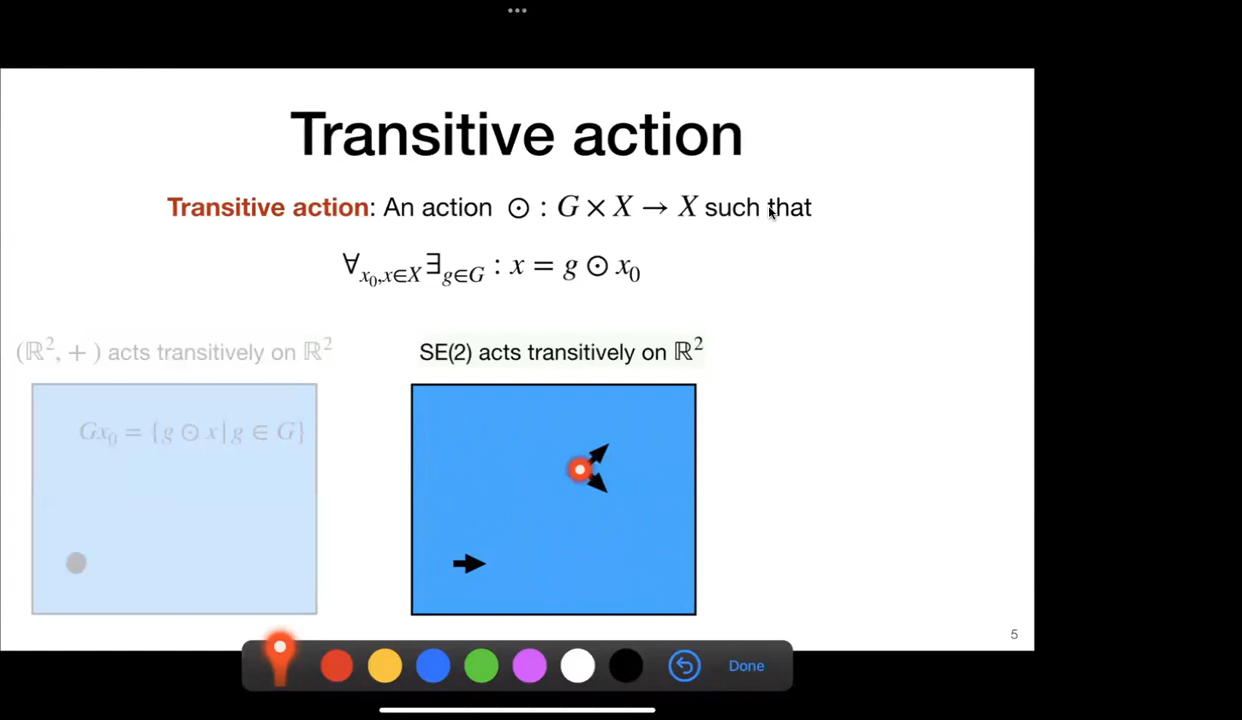 Transitive action
Transitive action: An action ⊙ : G × X → X such that
∀x₀,x∈X ∃g∈G : x = g ⊙ x₀
(ℝ², +) acts transitively on ℝ²
SE(2) acts transitively on ℝ²
Gx₀ = {g ⊙ x | g ∈ G}
5
Done